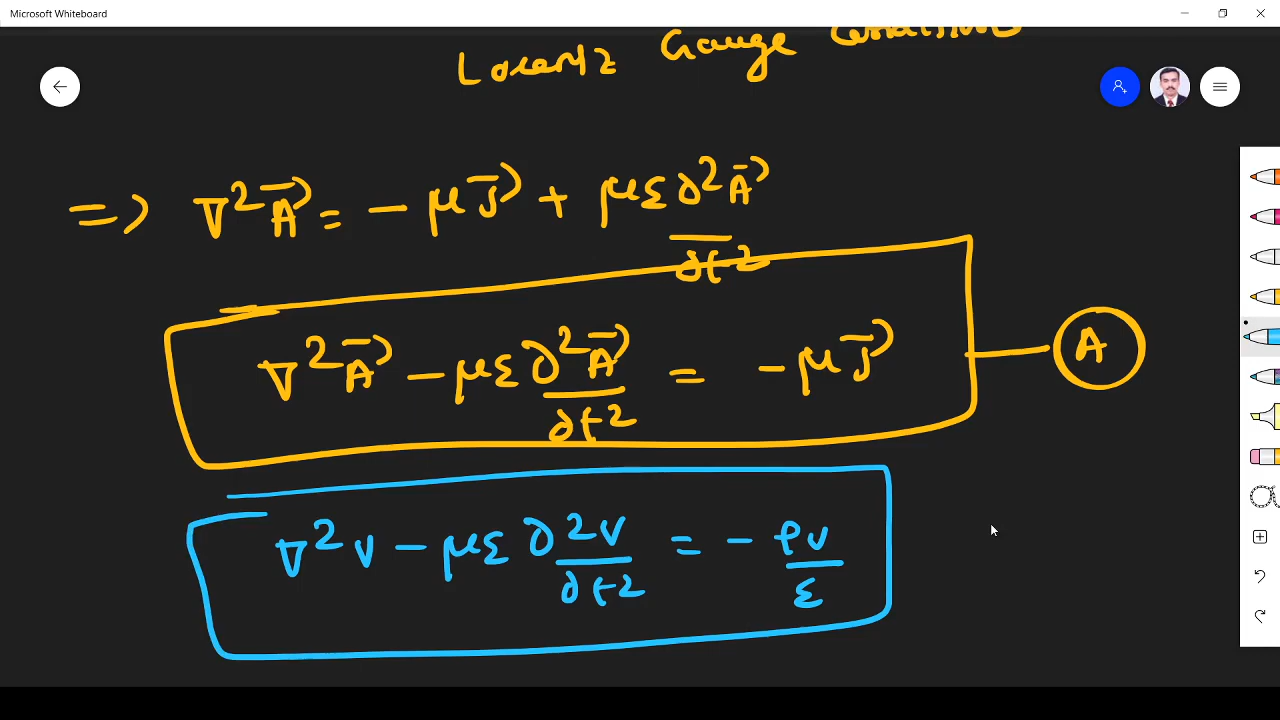 Microsoft Whiteboard
Lorentz Gauge
=> ∇²A⃗ = - μJ⃗ + με ∂²A⃗/∂t²
∇²A⃗ - με ∂²A⃗/∂t² = - μJ⃗
A
∇²V - με ∂²V/∂t² = - ρv/ε